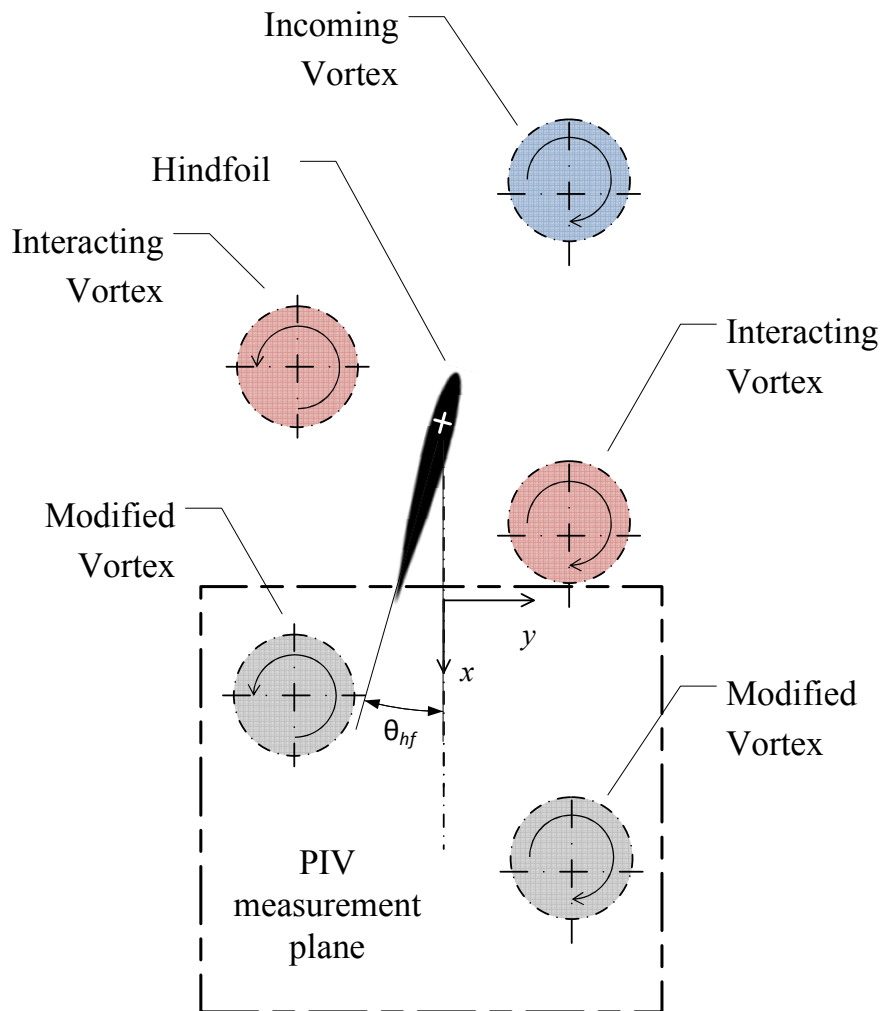 Incoming
Vortex
Hindfoil
Interacting
Vortex
Interacting
Vortex
Modified
Vortex
y
x
θhf
Modified
Vortex
PIV
measurement
plane